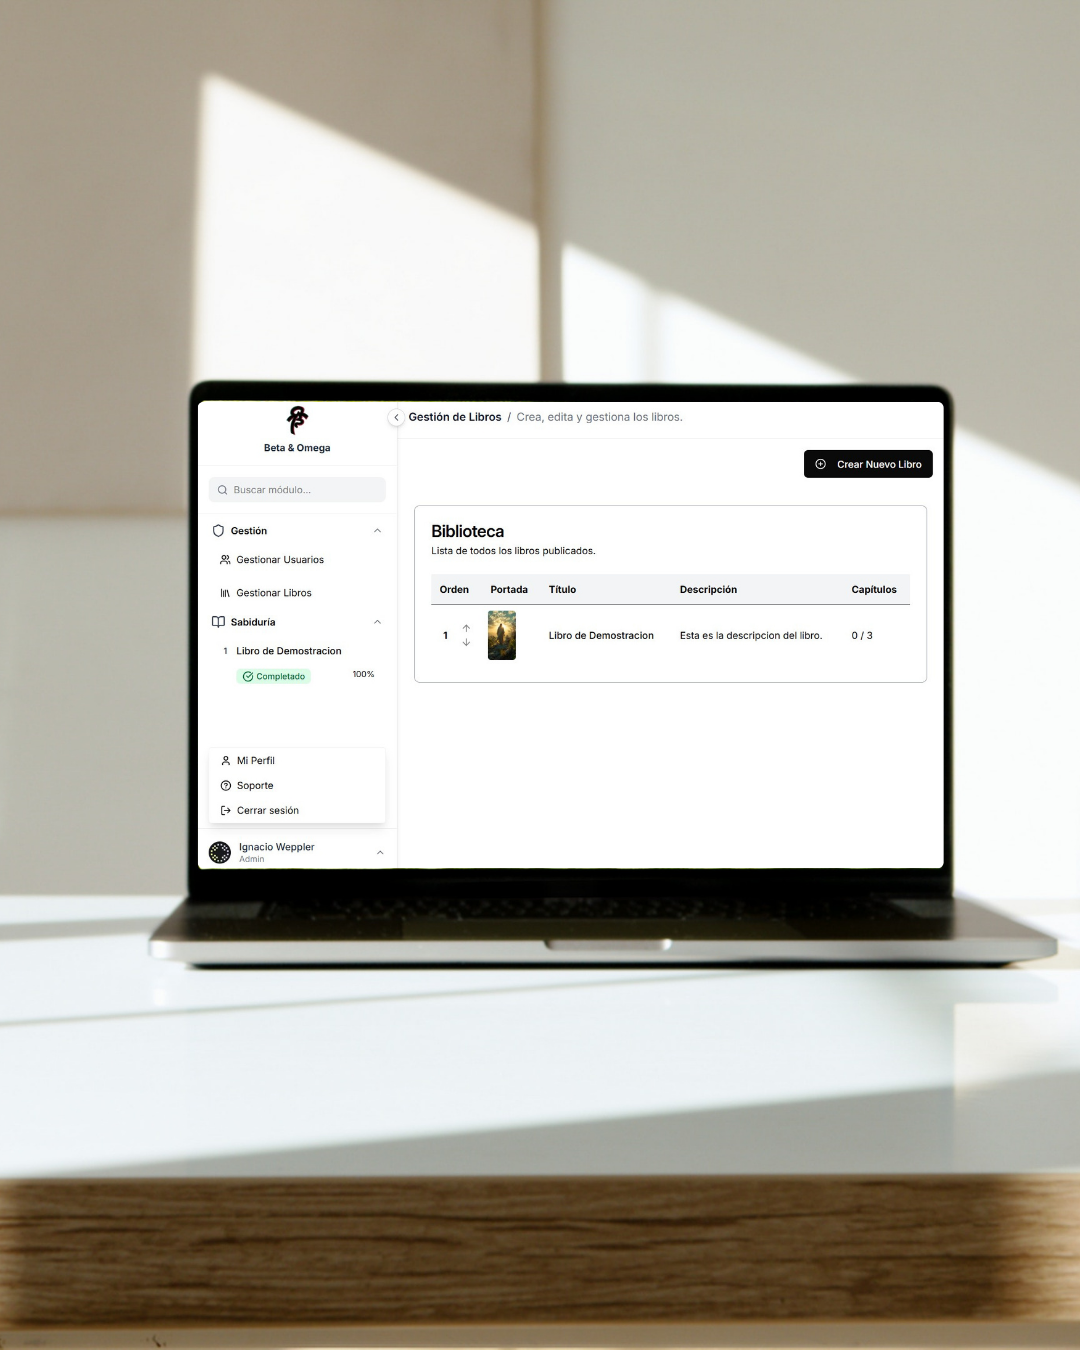 Beta & Omega
Buscar módulo...
Gestión
Gestionar Usuarios
Gestionar Libros
Sabiduría
1 Libro de Demostracion
Completado 100%
Mi Perfil
Soporte
Cerrar sesión
Ignacio Weppler
Admin
Gestión de Libros / Crea, edita y gestiona los libros.
Crear Nuevo Libro
Biblioteca
Lista de todos los libros publicados.
Orden Portada Título Descripción Capítulos
1 Libro de Demostracion Esta es la descripcion del libro. 0 / 3